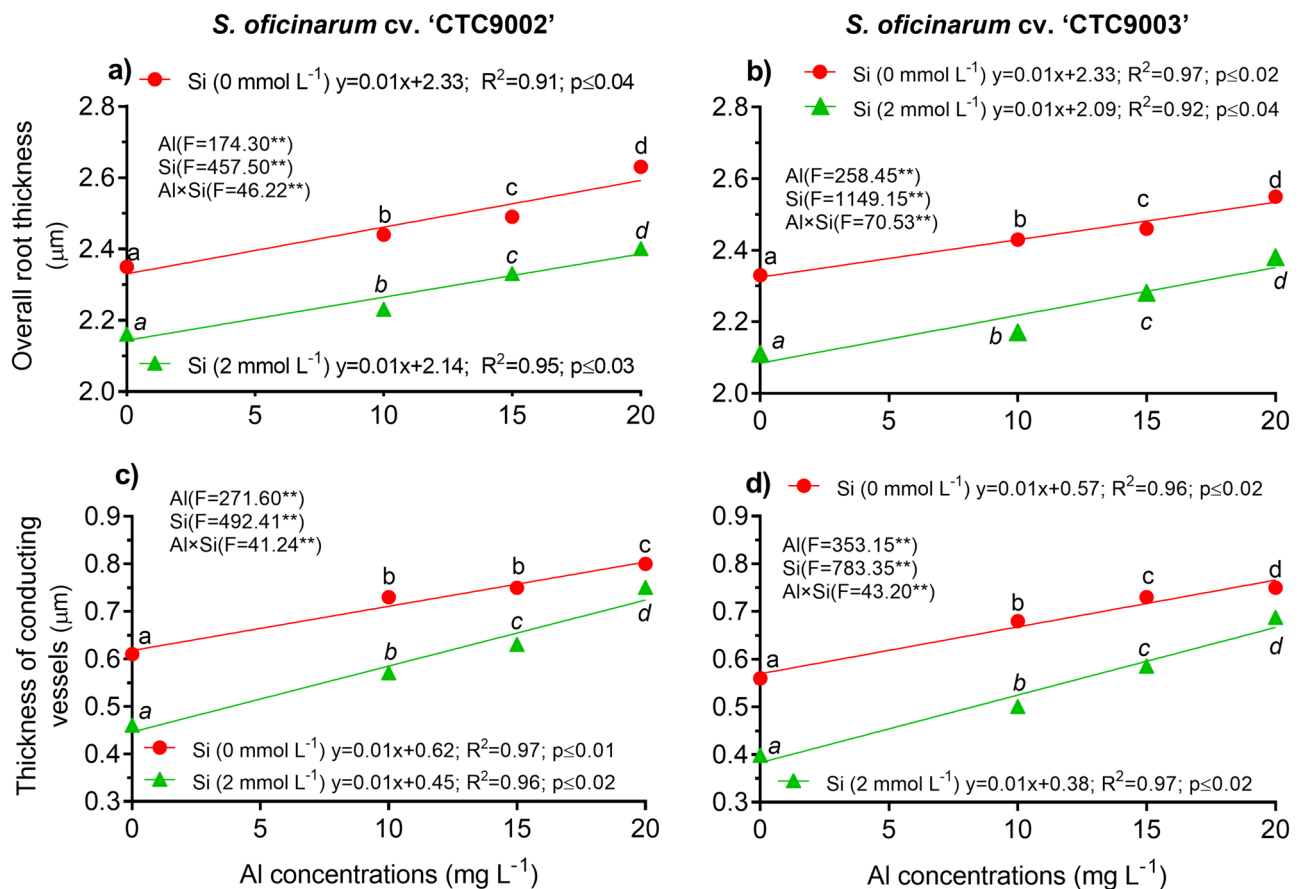 S. oficinarum cv. ‘CTC9002’
S. oficinarum cv. ‘CTC9003’
a)
Si (0 mmol L⁻¹) y=0.01x+2.33; R²=0.91; p≤0.04
Al(F=174.30**)
Si(F=457.50**)
Al×Si(F=46.22**)
Overall root thickness
(µm)
2.8
2.6
2.4
2.2
2.0
a
b
c
d
a
b
c
d
Si (2 mmol L⁻¹) y=0.01x+2.14; R²=0.95; p≤0.03
0
5
10
15
20
b)
Si (0 mmol L⁻¹) y=0.01x+2.33; R²=0.97; p≤0.02
Si (2 mmol L⁻¹) y=0.01x+2.09; R²=0.92; p≤0.04
Al(F=258.45**)
Si(F=1149.15**)
Al×Si(F=70.53**)
2.8
2.6
2.4
2.2
2.0
a
b
c
d
a
b
c
d
0
5
10
15
20
c)
Al(F=271.60**)
Si(F=492.41**)
Al×Si(F=41.24**)
Thickness of conducting
vessels (µm)
0.9
0.8
0.7
0.6
0.5
0.4
0.3
a
b
b
c
a
b
c
d
Si (0 mmol L⁻¹) y=0.01x+0.62; R²=0.97; p≤0.01
Si (2 mmol L⁻¹) y=0.01x+0.45; R²=0.96; p≤0.02
0
5
10
15
20
Al concentrations (mg L⁻¹)
d)
Si (0 mmol L⁻¹) y=0.01x+0.57; R²=0.96; p≤0.02
Al(F=353.15**)
Si(F=783.35**)
Al×Si(F=43.20**)
0.9
0.8
0.7
0.6
0.5
0.4
0.3
a
b
c
d
a
b
c
d
Si (2 mmol L⁻¹) y=0.01x+0.38; R²=0.97; p≤0.02
0
5
10
15
20
Al concentrations (mg L⁻¹)